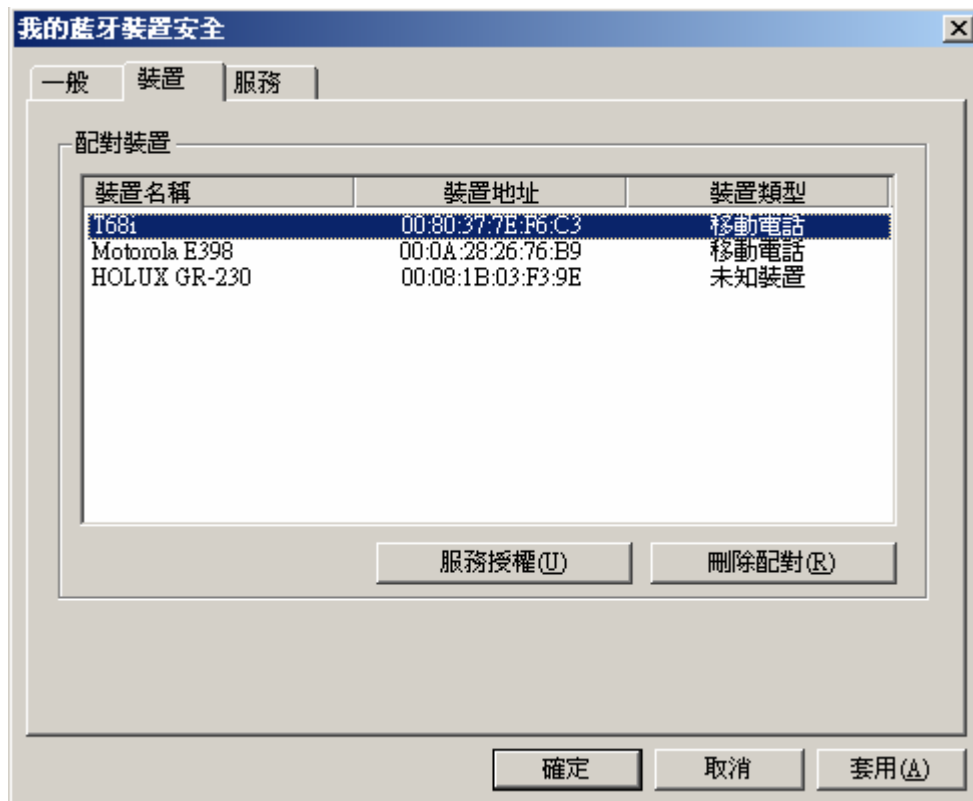 我的藍牙裝置安全
一般 裝置 服務
配對裝置
裝置名稱 裝置地址 裝置類型
T68i 00:80:37:7E:F6:C3 移動電話
Motorola E398 00:0A:28:26:76:B9 移動電話
HOLUX GR-230 00:08:1B:03:F3:9E 未知裝置
服務授權(U) 刪除配對(R)
確定 取消 套用(A)